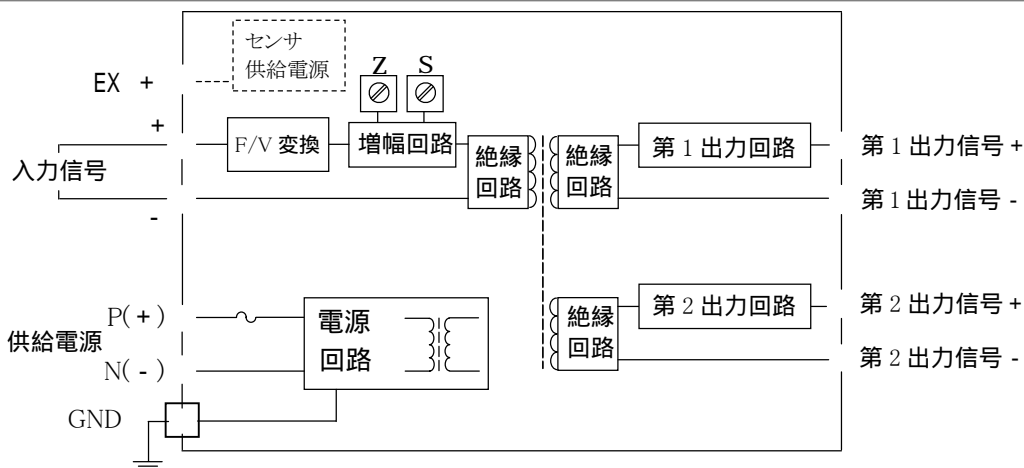 センサ
供給電源
EX +
Z S
+
F/V 変換
増幅回路
絶縁
回路
絶縁
回路
第 1 出力回路
第 1 出力信号 +
入力信号
第 1 出力信号 -
-
P( + )
供給電源
N( - )
電源
回路
絶縁
回路
第 2 出力回路
第 2 出力信号 +
第 2 出力信号 -
GND